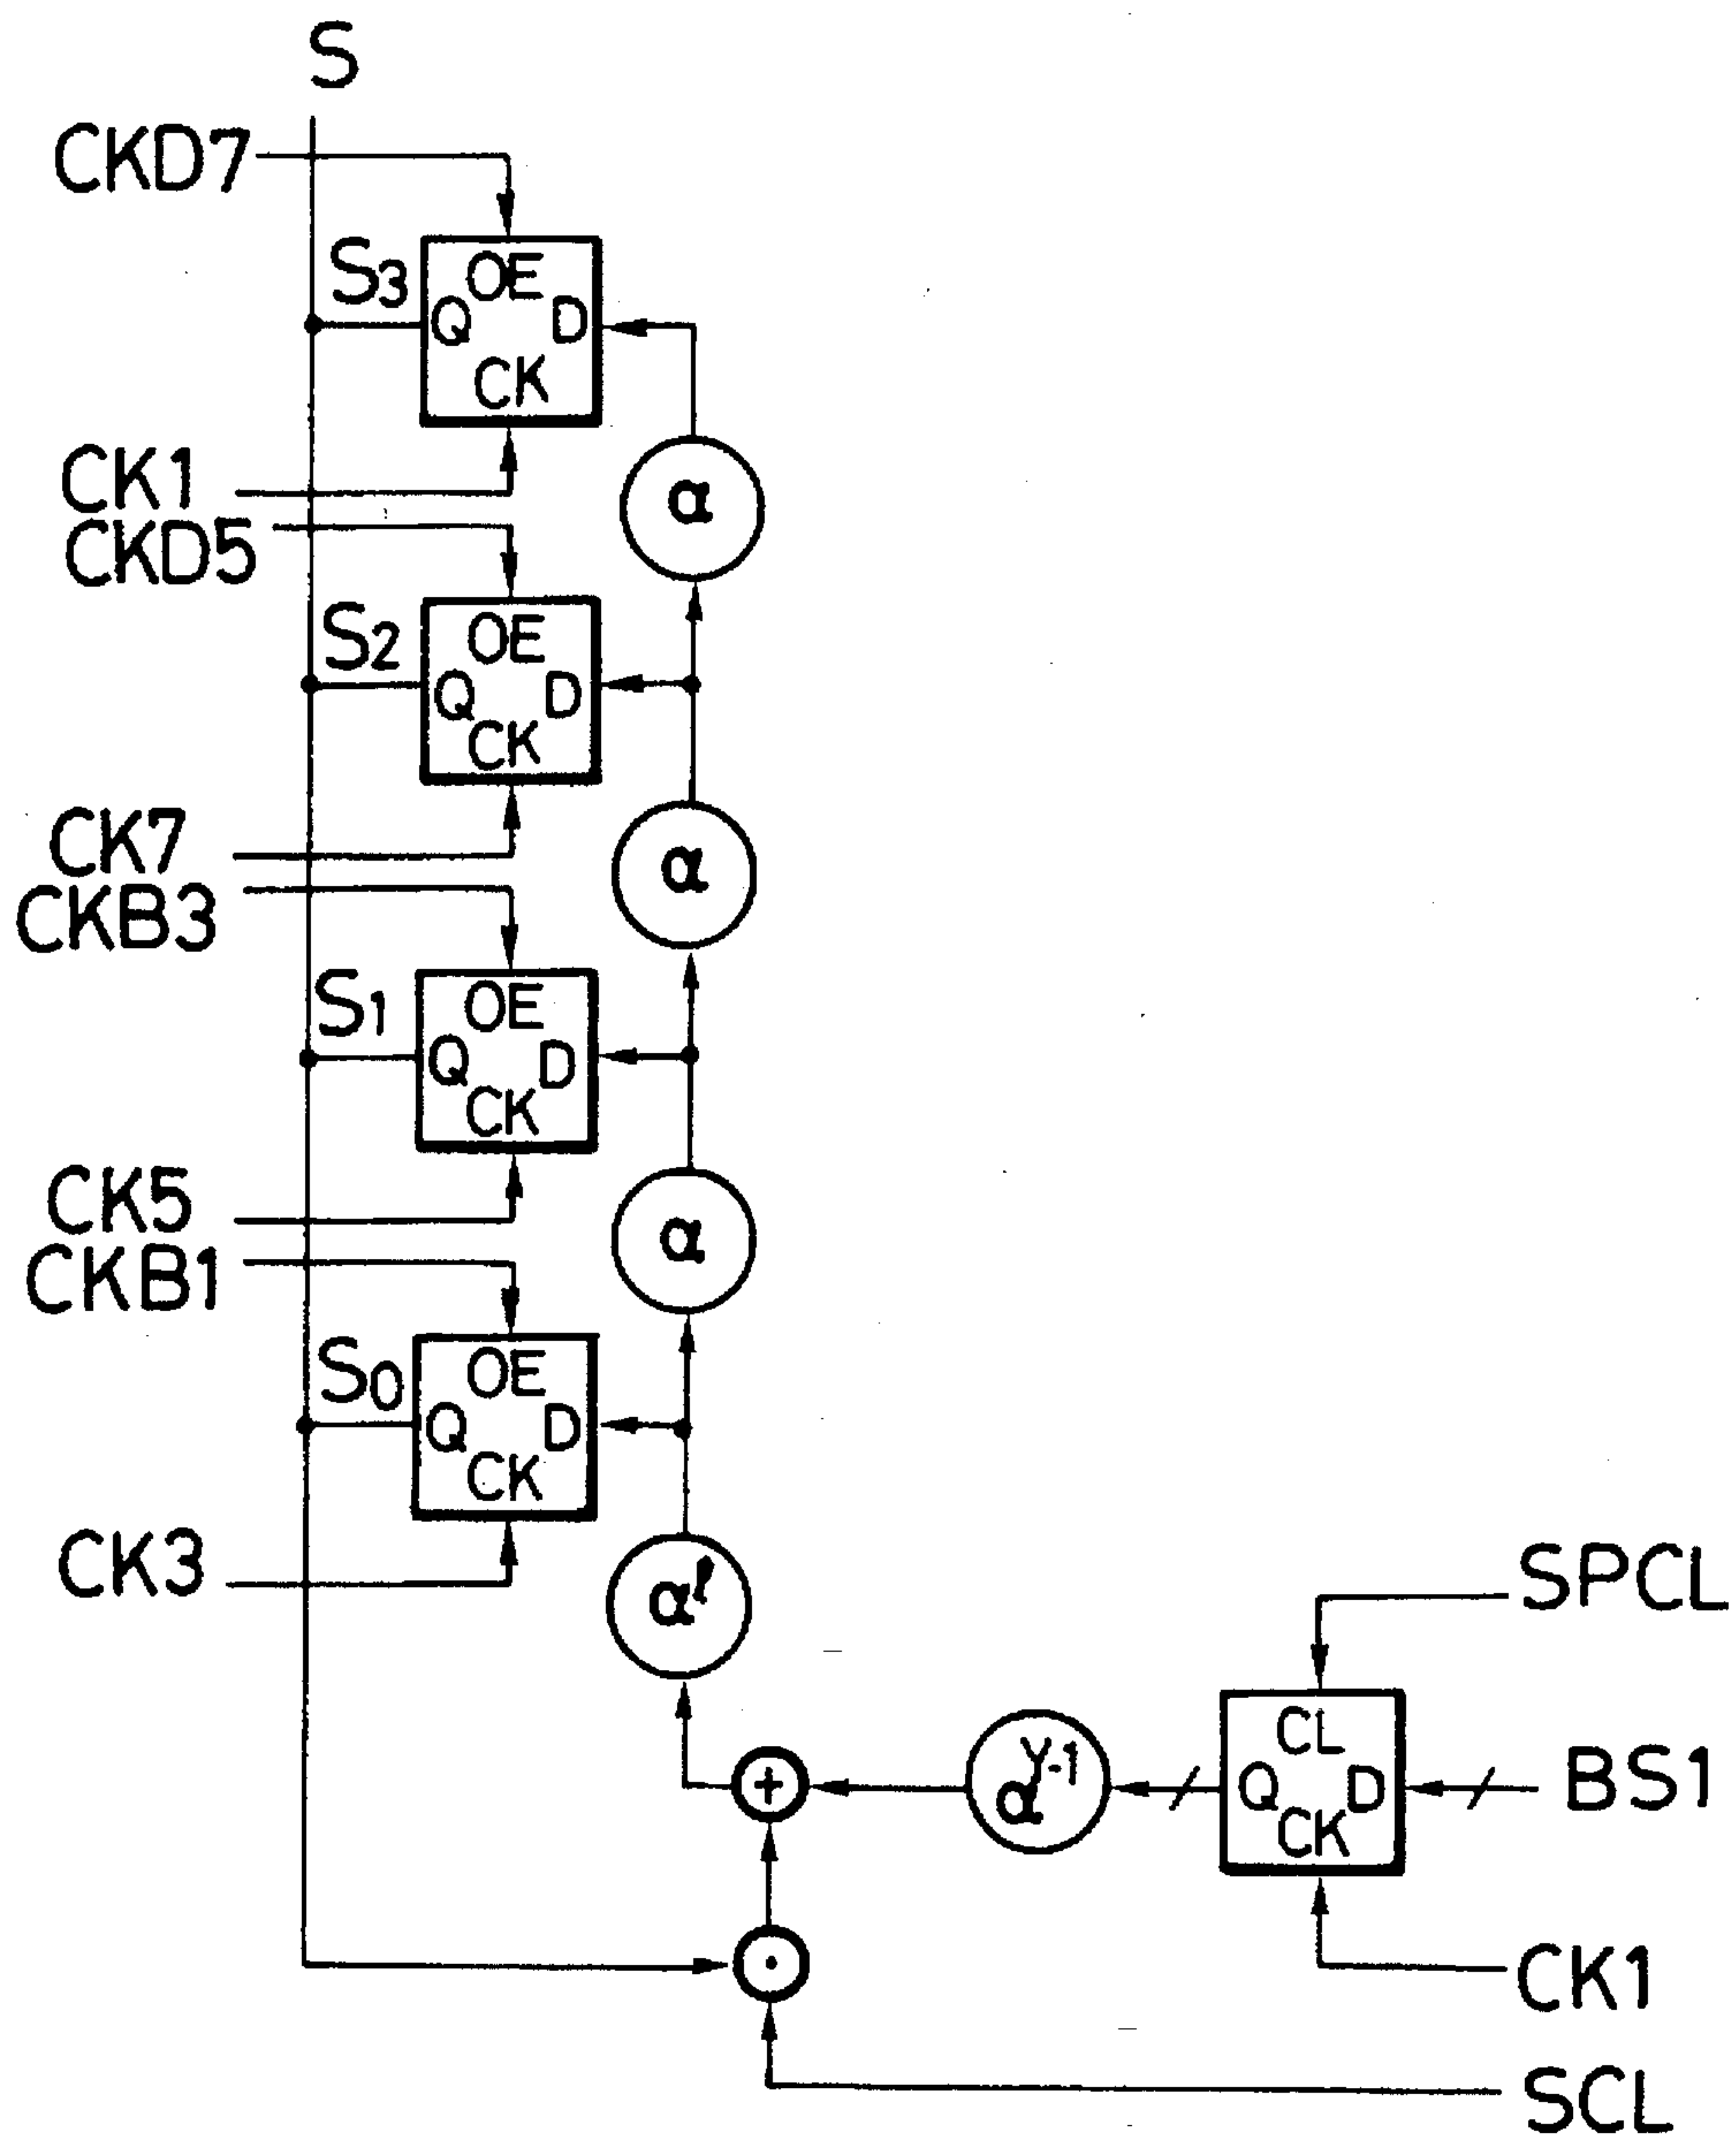 S
CKD7
S3
OE
Q D
CK
CK1
α
CKD5
S2
OE
Q D
CK
CK7
α
CKB3
S1
OE
Q D
CK
CK5
α
CKB1
S0
OE
Q D
CK
CK3
α!
SPCL
CL
Q D
CK
αY-1
BS1
+
CK1
SCL